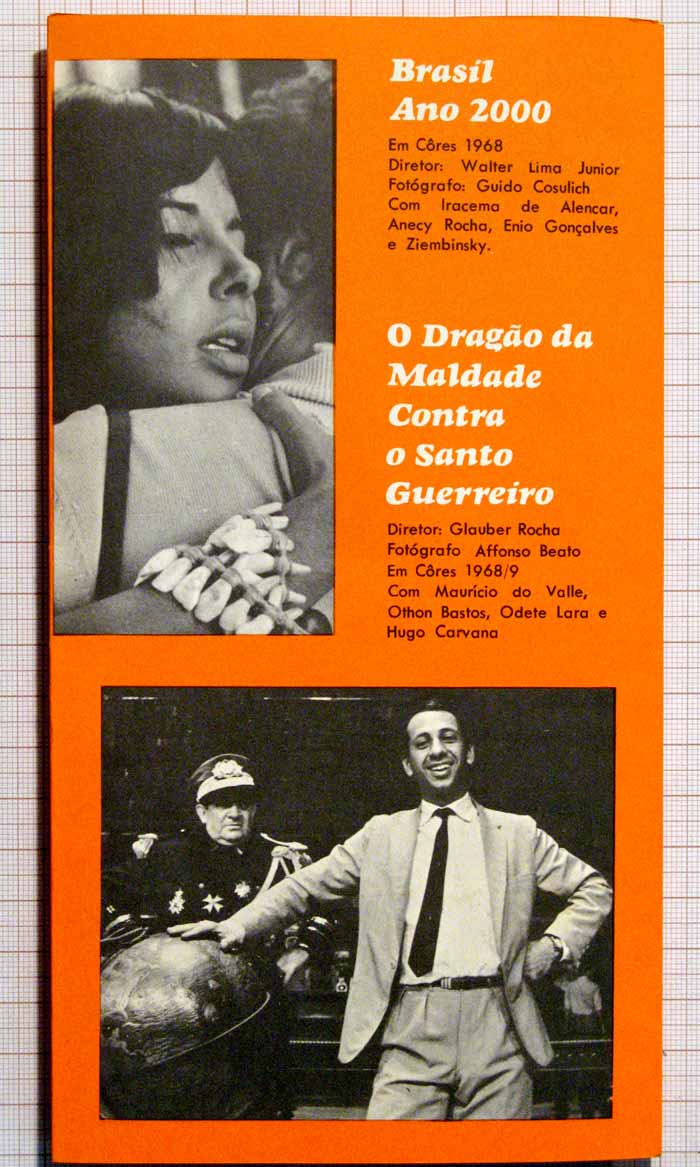 Brasil
Ano 2000
Em Côres 1968
Diretor: Walter Lima Junior
Fotógrafo: Guido Cosulich
Com Iracema de Alencar,
Anecy Rocha, Enio Gonçalves
e Ziembinsky.
O Dragão da
Maldade
Contra
o Santo
Guerreiro
Diretor: Glauber Rocha
Fotógrafo Affonso Beato
Em Côres 1968/9
Com Maurício do Valle,
Othon Bastos, Odete Lara e
Hugo Carvana